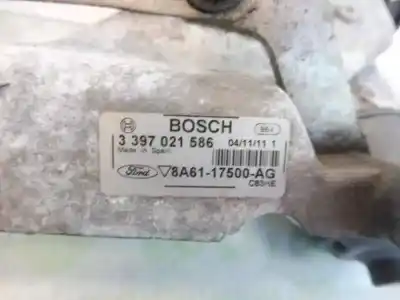 BOSCH
3 397 021 586 04/11/11 1
Made in Spain
Ford 8A61-17500-AG